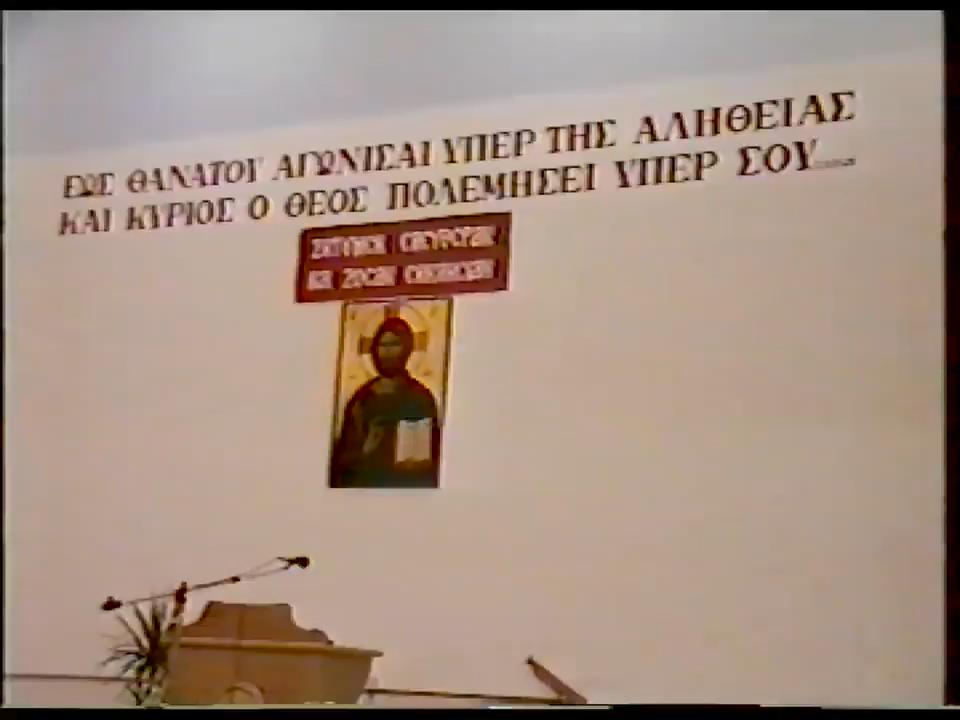 ΕΩΣ ΘΑΝΑΤΟΥ ΑΓΩΝΙΣΑΙ ΥΠΕΡ ΤΗΣ ΑΛΗΘΕΙΑΣ
ΚΑΙ ΚΥΡΙΟΣ Ο ΘΕΟΣ ΠΟΛΕΜΗΣΕΙ ΥΠΕΡ ΣΟΥ......